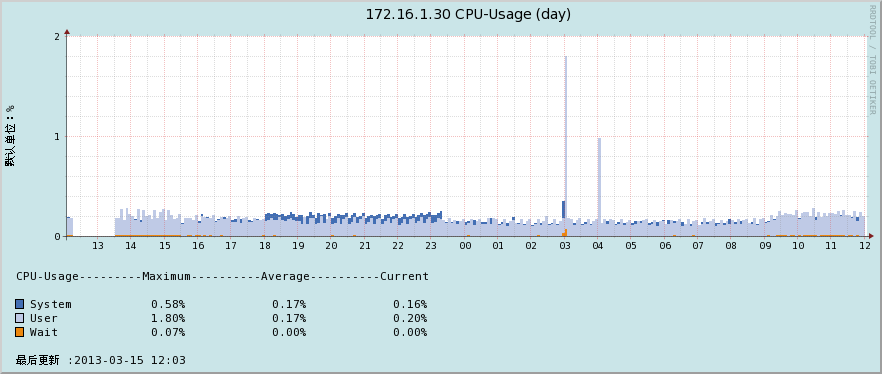 172.16.1.30 CPU-Usage (day)
RRDTOOL / TOBI OETIKER
默认单位:%
2
1
0
13 14 15 16 17 18 19 20 21 22 23 00 01 02 03 04 05 06 07 08 09 10 11 12
CPU-Usage---------Maximum----------Average----------Current
System 0.58% 0.17% 0.16%
User 1.80% 0.17% 0.20%
Wait 0.07% 0.00% 0.00%
最后更新 :2013-03-15 12:03